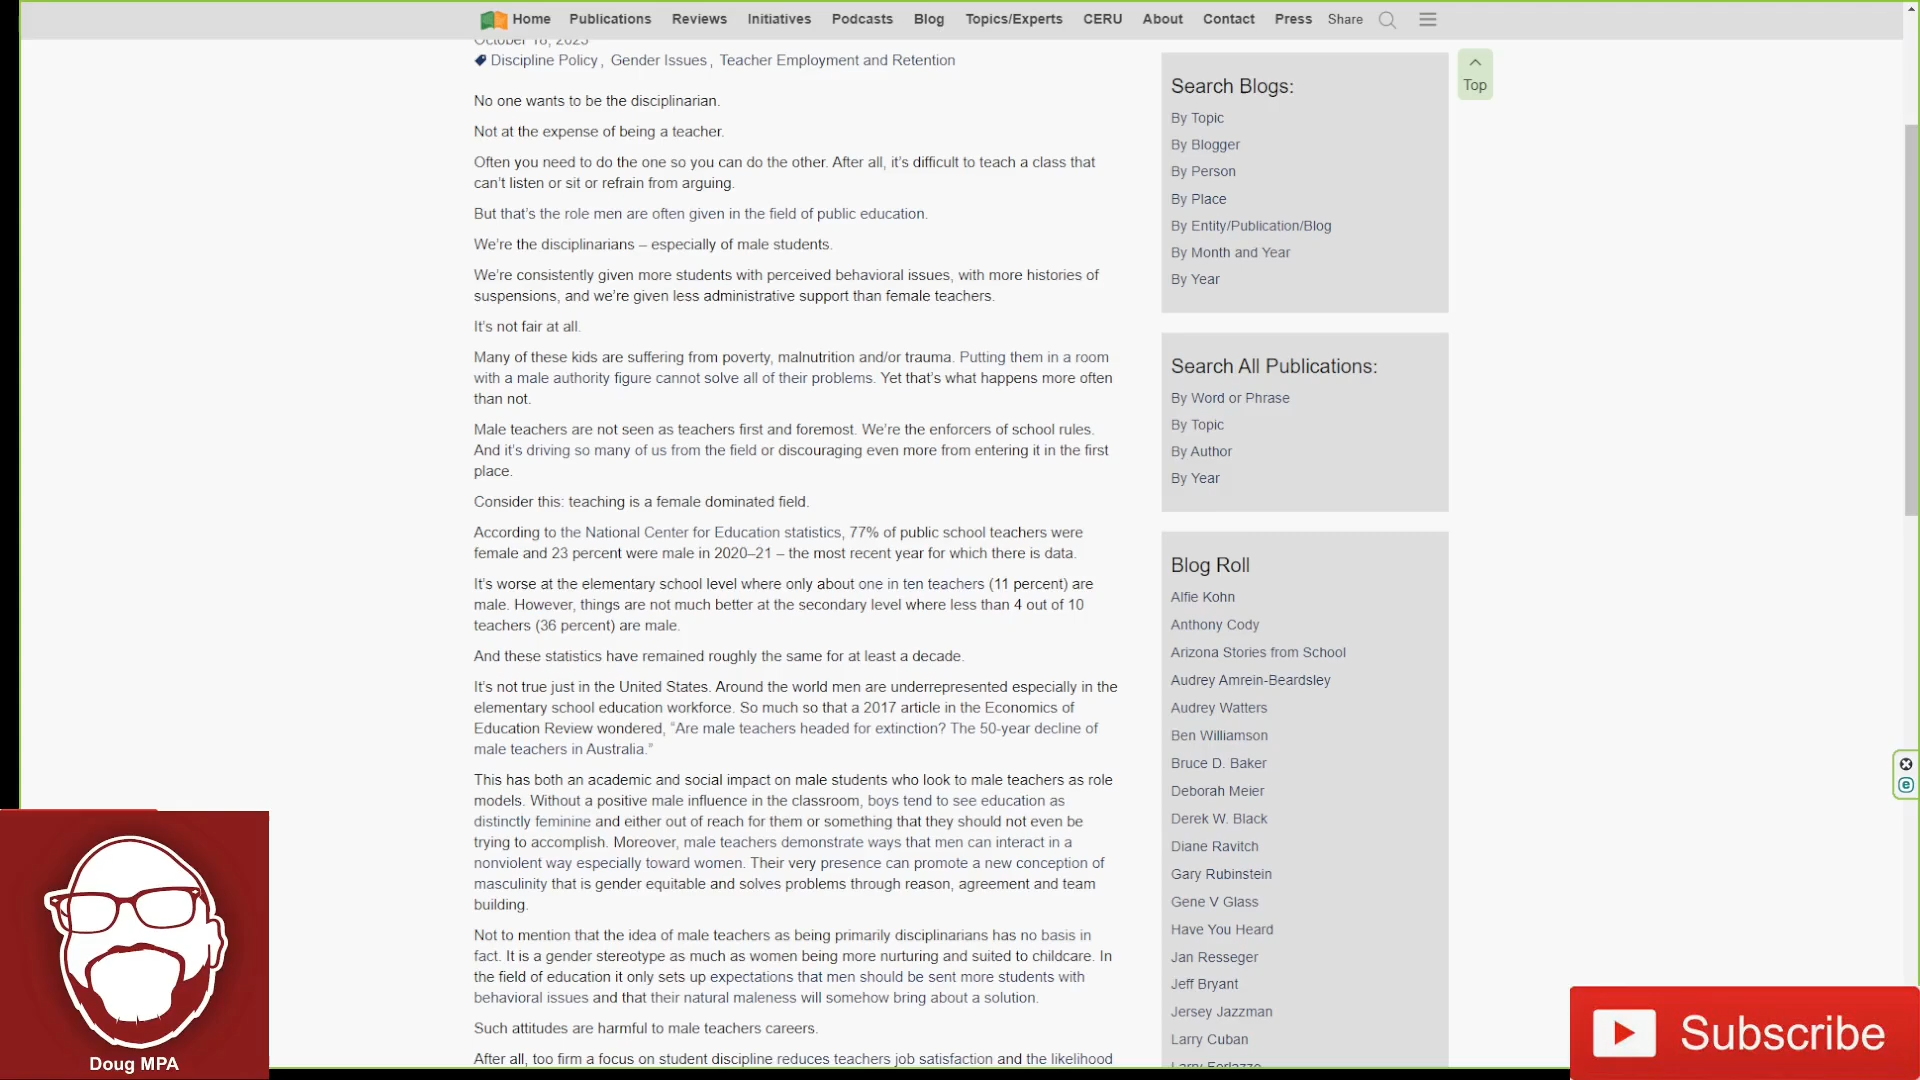 Home Publications Reviews Initiatives Podcasts Blog Topics/Experts CERU About Contact Press Share
October 18, 2023
Discipline Policy, Gender Issues, Teacher Employment and Retention
No one wants to be the disciplinarian.
Not at the expense of being a teacher.
Often you need to do the one so you can do the other. After all, it's difficult to teach a class that
can't listen or sit or refrain from arguing.
But that's the role men are often given in the field of public education.
We're the disciplinarians – especially of male students.
We're consistently given more students with perceived behavioral issues, with more histories of
suspensions, and we're given less administrative support than female teachers.
It's not fair at all.
Many of these kids are suffering from poverty, malnutrition and/or trauma. Putting them in a room
with a male authority figure cannot solve all of their problems. Yet that's what happens more often
than not.
Male teachers are not seen as teachers first and foremost. We're the enforcers of school rules.
And it's driving so many of us from the field or discouraging even more from entering it in the first
place.
Consider this: teaching is a female dominated field.
According to the National Center for Education statistics, 77% of public school teachers were
female and 23 percent were male in 2020–21 – the most recent year for which there is data.
It's worse at the elementary school level where only about one in ten teachers (11 percent) are
male. However, things are not much better at the secondary level where less than 4 out of 10
teachers (36 percent) are male.
And these statistics have remained roughly the same for at least a decade.
It's not true just in the United States. Around the world men are underrepresented especially in the
elementary school education workforce. So much so that a 2017 article in the Economics of
Education Review wondered, "Are male teachers headed for extinction? The 50-year decline of
male teachers in Australia."
This has both an academic and social impact on male students who look to male teachers as role
models. Without a positive male influence in the classroom, boys tend to see education as
distinctly feminine and either out of reach for them or something that they should not even be
trying to accomplish. Moreover, male teachers demonstrate ways that men can interact in a
nonviolent way especially toward women. Their very presence can promote a new conception of
masculinity that is gender equitable and solves problems through reason, agreement and team
building.
Not to mention that the idea of male teachers as being primarily disciplinarians has no basis in
fact. It is a gender stereotype as much as women being more nurturing and suited to childcare. In
the field of education it only sets up expectations that men should be sent more students with
behavioral issues and that their natural maleness will somehow bring about a solution.
Such attitudes are harmful to male teachers careers.
After all, too firm a focus on student discipline reduces teachers job satisfaction and the likelihood
Search Blogs:
By Topic
By Blogger
By Person
By Place
By Entity/Publication/Blog
By Month and Year
By Year
Search All Publications:
By Word or Phrase
By Topic
By Author
By Year
Blog Roll
Alfie Kohn
Anthony Cody
Arizona Stories from School
Audrey Amrein-Beardsley
Audrey Watters
Ben Williamson
Bruce D. Baker
Deborah Meier
Derek W. Black
Diane Ravitch
Gary Rubinstein
Gene V Glass
Have You Heard
Jan Resseger
Jeff Bryant
Jersey Jazzman
Larry Cuban
Larry Ferlazzo
Top
Doug MPA
Subscribe